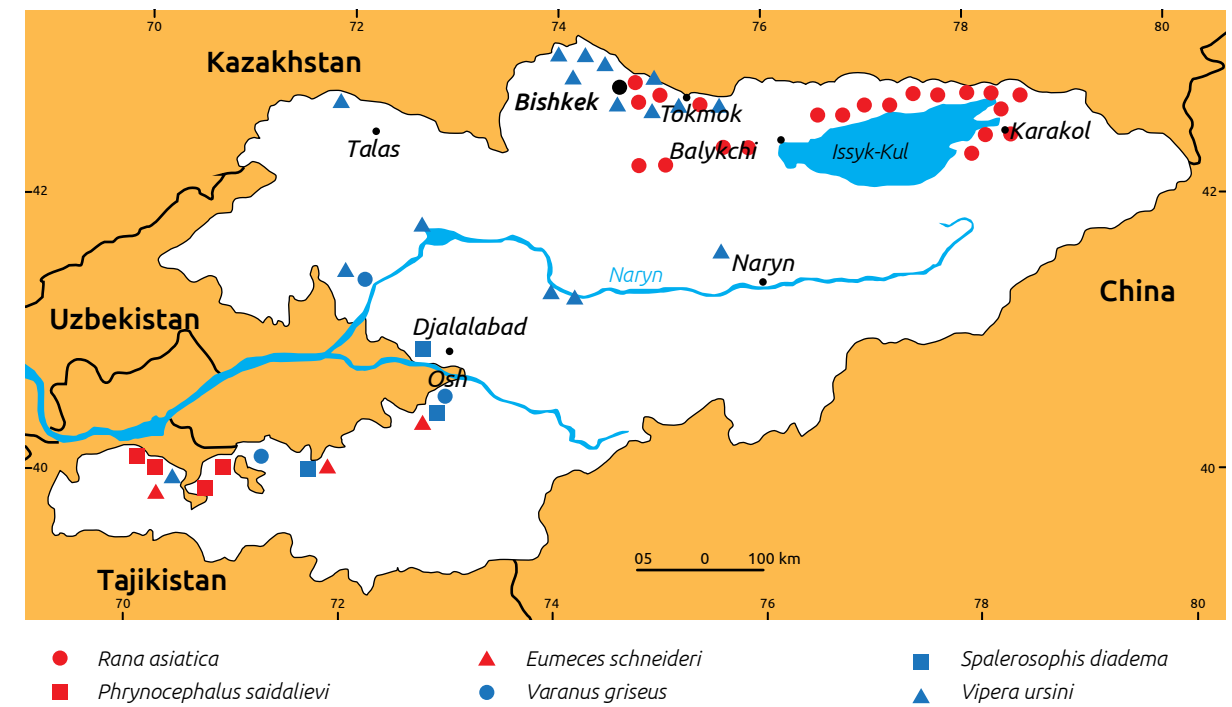 70 72 74 76 78 80
Kazakhstan
Bishkek
Tokmok
Talas
Balykchi
Issyk-Kul
Karakol
42 42
Naryn
Naryn
China
Uzbekistan
Djalalabad
Osh
40 40
05 0 100 km
Tajikistan
70 72 74 76 78 80
Rana asiatica Eumeces schneideri Spalerosophis diadema
Phrynocephalus saidalievi Varanus griseus Vipera ursini